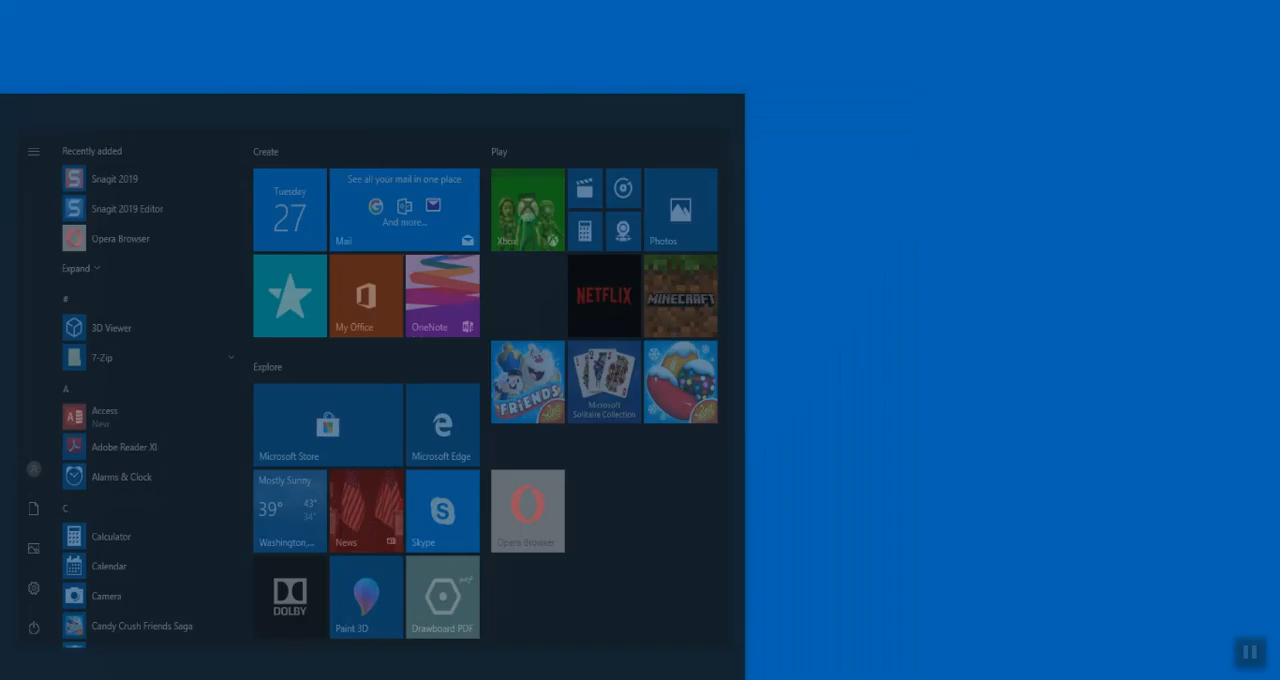 Recently added
Snagit 2019
Snagit 2019 Editor
Opera Browser
Expand
#
3D Viewer
7-Zip
A
Access
New
Adobe Reader XI
Alarms & Clock
C
Calculator
Calendar
Camera
Candy Crush Friends Saga
Create
Tuesday
27
See all your mail in one place
And more...
Mail
My Office
OneNote
Explore
Microsoft Store
Microsoft Edge
Mostly Sunny
39° 43°
34°
Washington,...
News
Skype
DOLBY
Paint 3D
Drawboard PDF
Play
Xbox
Photos
NETFLIX
MINECRAFT
FRIENDS
Microsoft
Solitaire Collection
Opera Browser